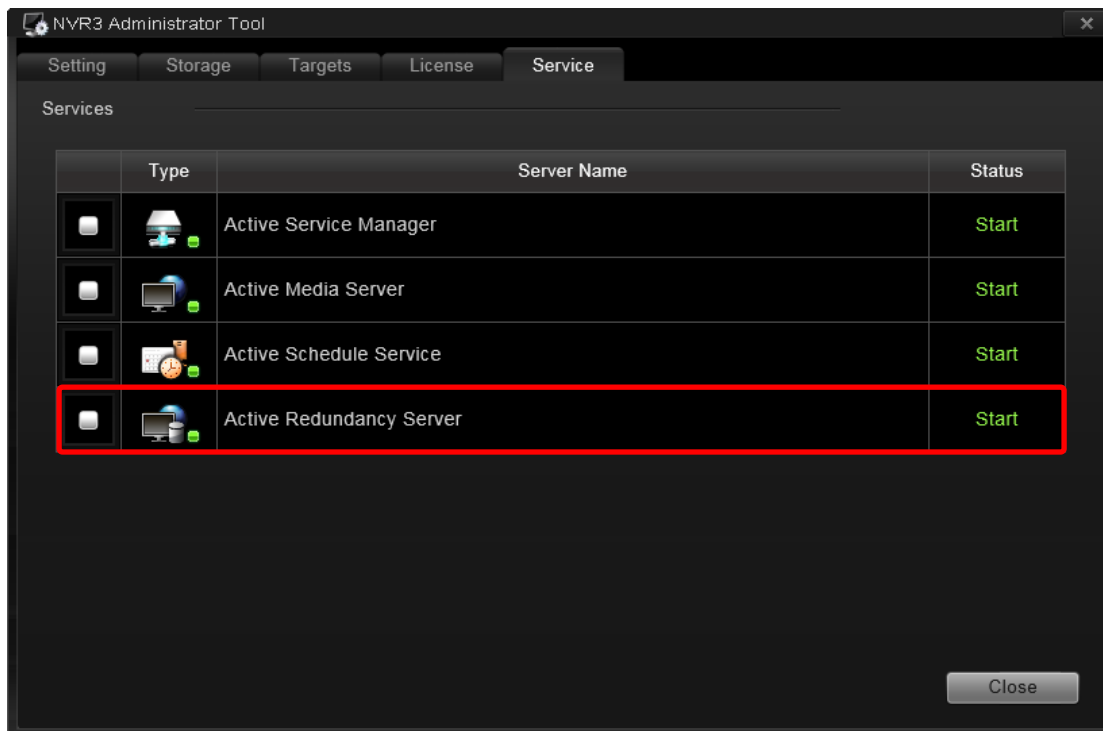 NVR3 Administrator Tool
Setting Storage Targets License Service
Services
Type Server Name Status
Active Service Manager Start
Active Media Server Start
Active Schedule Service Start
Active Redundancy Server Start
Close